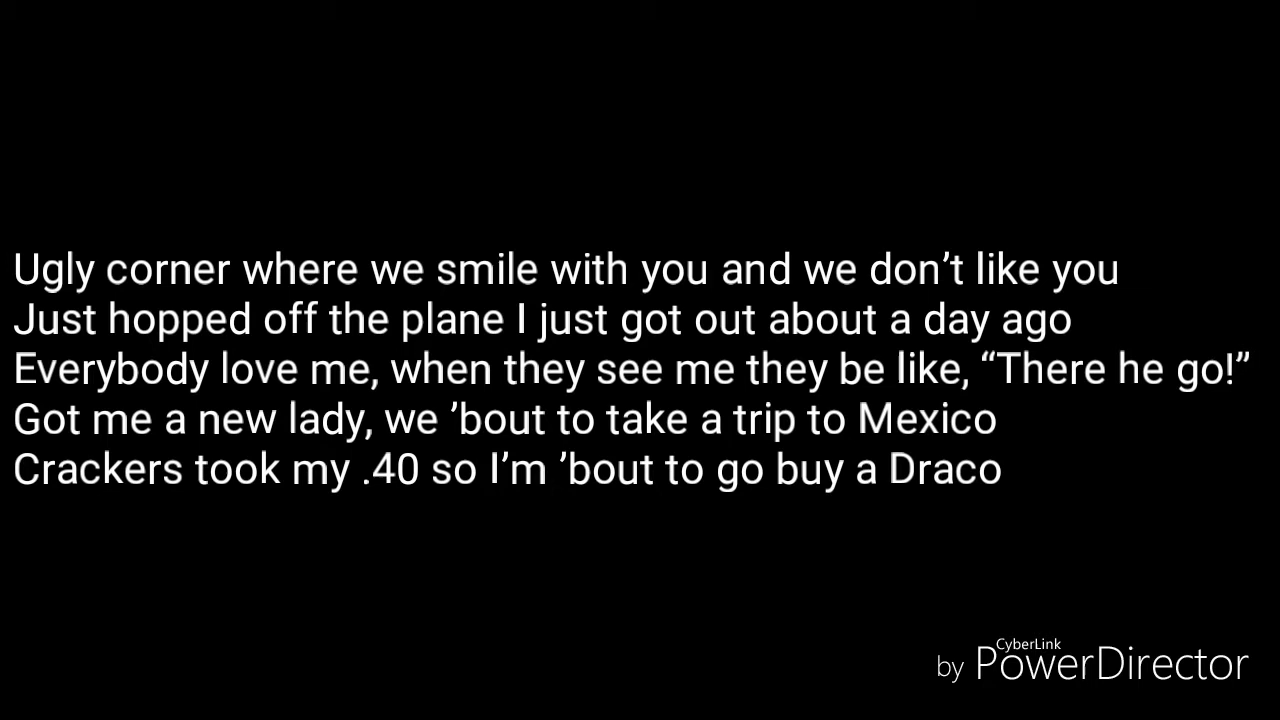 Ugly corner where we smile with you and we don’t like you
Just hopped off the plane I just got out about a day ago
Everybody love me, when they see me they be like, “There he go!”
Got me a new lady, we ’bout to take a trip to Mexico
Crackers took my .40 so I’m ’bout to go buy a Draco
CyberLink
by PowerDirector